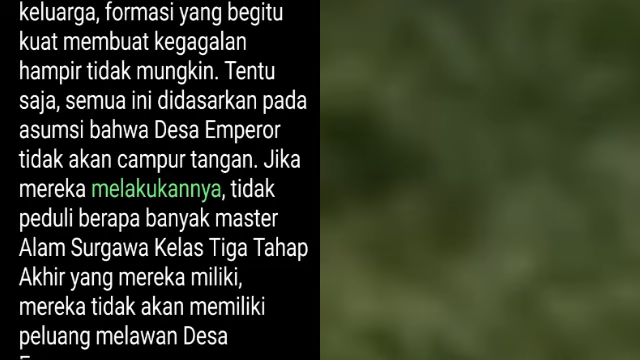 keluarga, formasi yang begitu
kuat membuat kegagalan
hampir tidak mungkin. Tentu
saja, semua ini didasarkan pada
asumsi bahwa Desa Emperor
tidak akan campur tangan. Jika
mereka melakukannya, tidak
peduli berapa banyak master
Alam Surgawa Kelas Tiga Tahap
Akhir yang mereka miliki,
mereka tidak akan memiliki
peluang melawan Desa